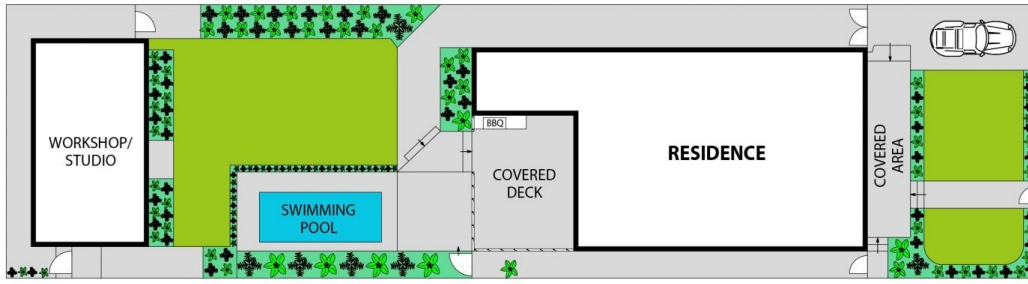 WORKSHOP/
STUDIO
SWIMMING
POOL
BBQ
COVERED
DECK
RESIDENCE
COVERED
AREA